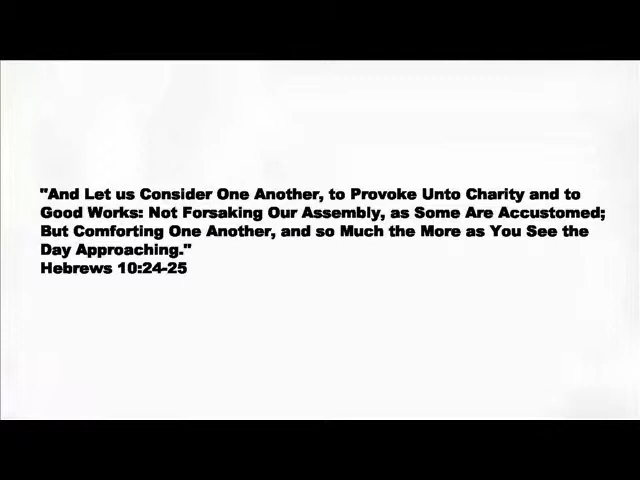 "And Let us Consider One Another, to Provoke Unto Charity and to
Good Works: Not Forsaking Our Assembly, as Some Are Accustomed;
But Comforting One Another, and so Much the More as You See the
Day Approaching."
Hebrews 10:24-25